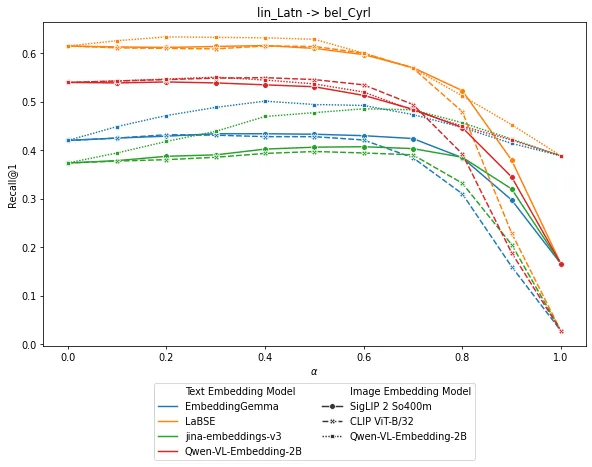 lin_Latn -> bel_Cyrl
Recall@1
0.6
0.5
0.4
0.3
0.2
0.1
0.0
0.0 0.2 0.4 0.6 0.8 1.0
α
Text Embedding Model
EmbeddingGemma
LaBSE
jina-embeddings-v3
Qwen-VL-Embedding-2B
Image Embedding Model
SigLIP 2 So400m
CLIP ViT-B/32
Qwen-VL-Embedding-2B